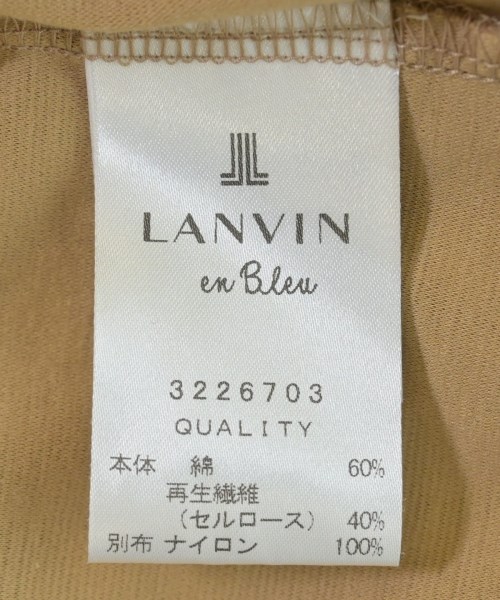 LANVIN
en Bleu
3226703
QUALITY
本体 綿 60%
再生繊維
(セルロース) 40%
別布 ナイロン 100%